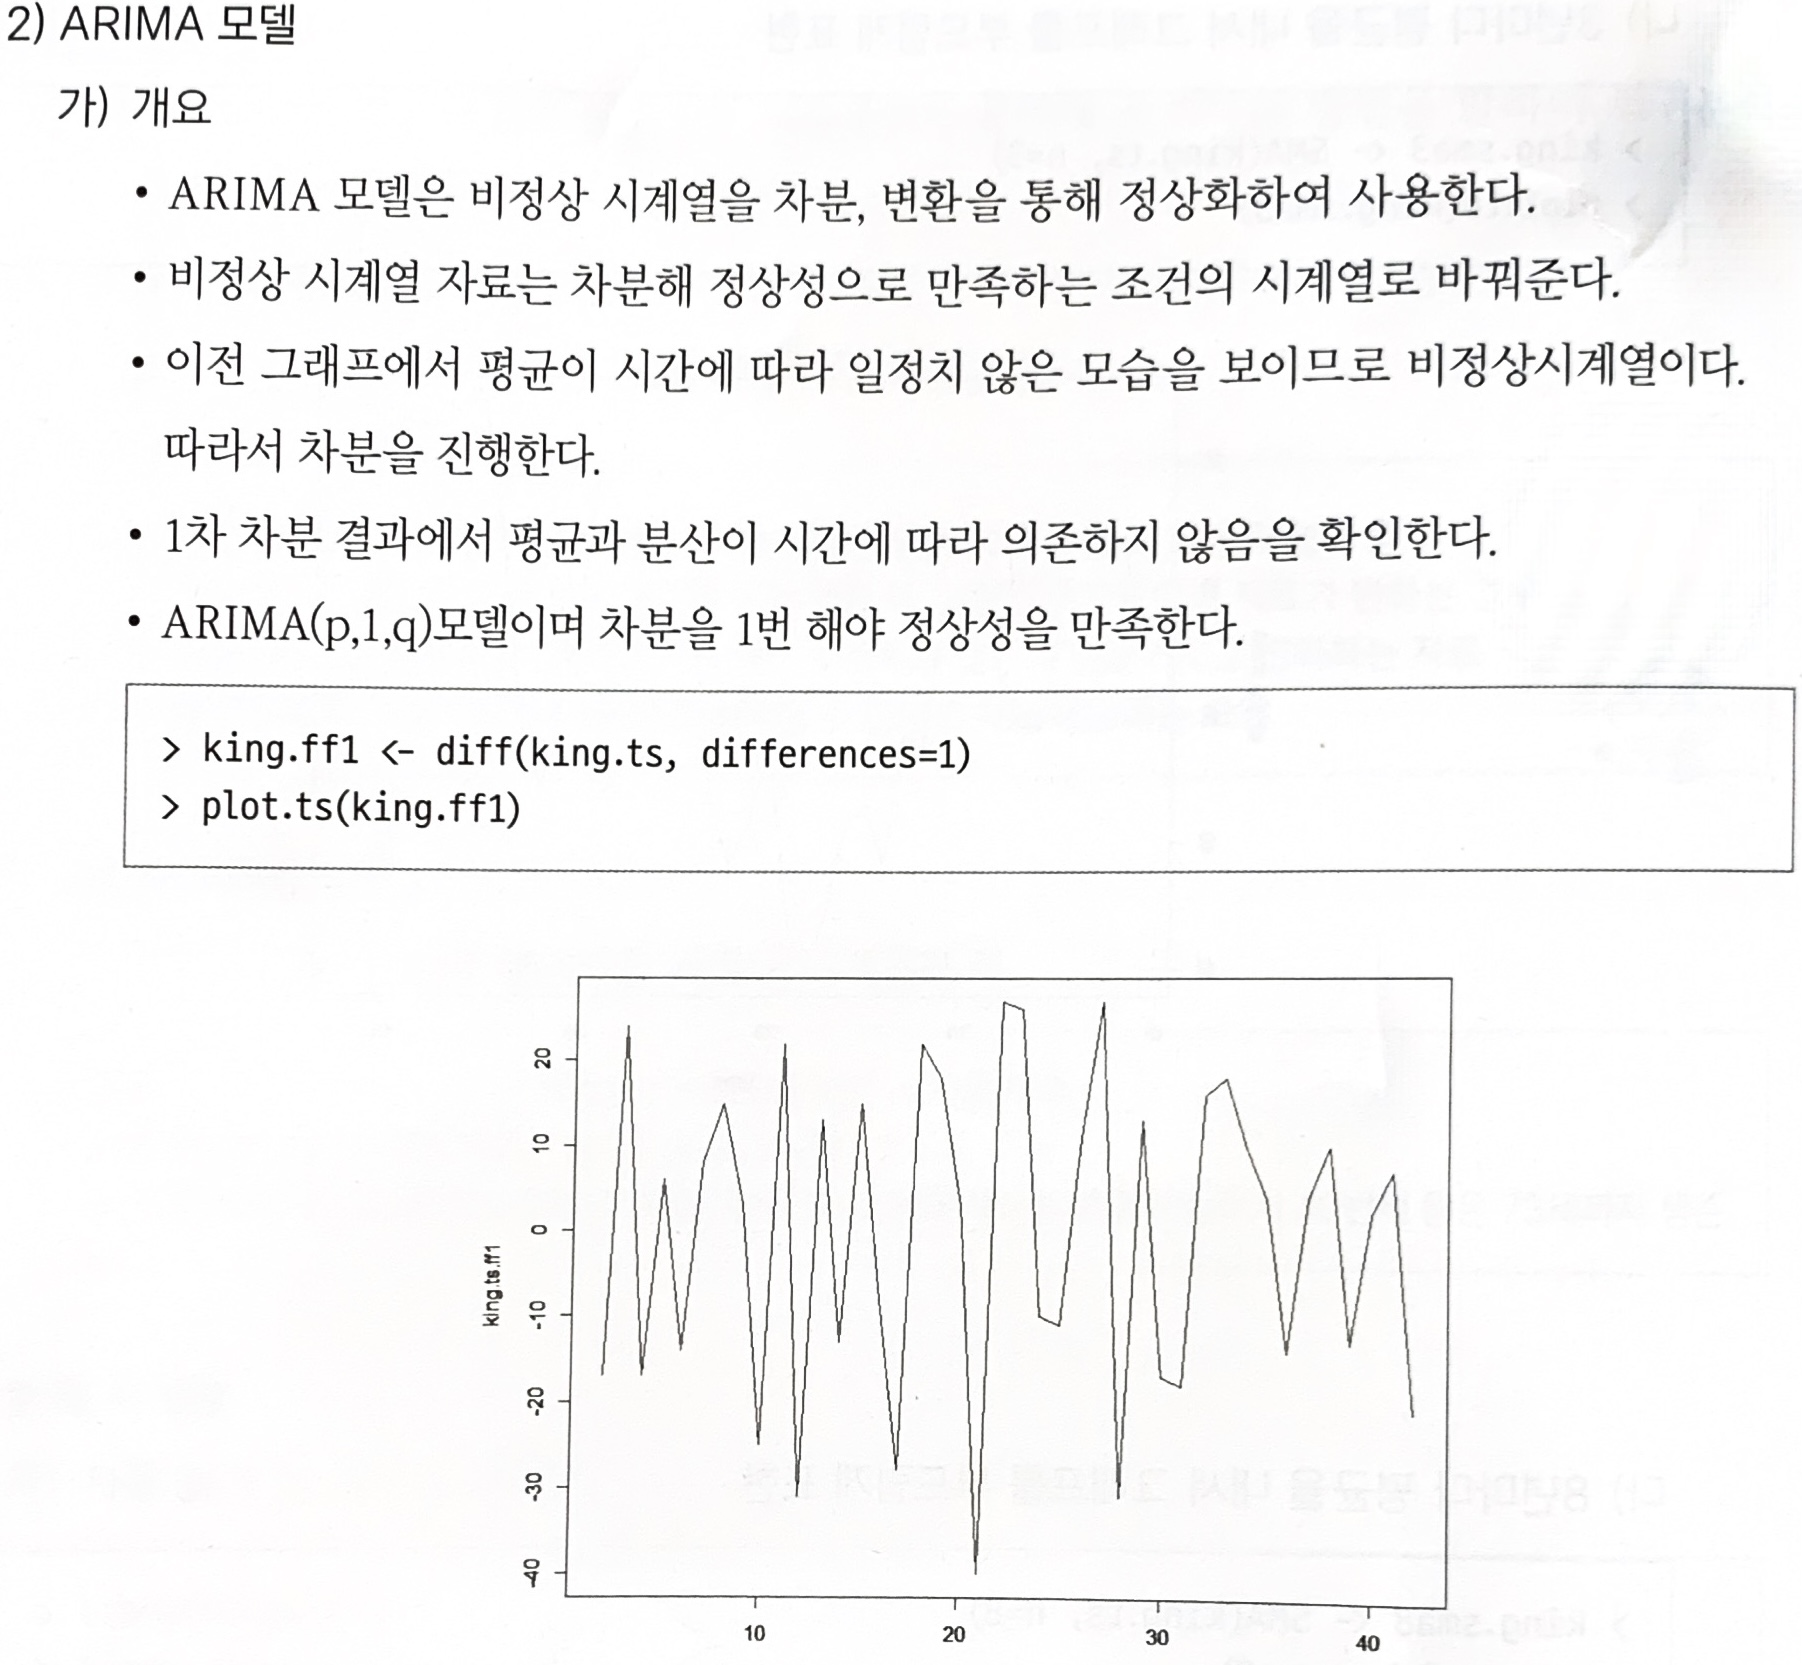 2) ARIMA 모델
가) 개요
• ARIMA 모델은 비정상 시계열을 차분, 변환을 통해 정상화하여 사용한다.
• 비정상 시계열 자료는 차분해 정상성으로 만족하는 조건의 시계열로 바꿔준다.
• 이전 그래프에서 평균이 시간에 따라 일정치 않은 모습을 보이므로 비정상시계열이다.
따라서 차분을 진행한다.
• 1차 차분 결과에서 평균과 분산이 시간에 따라 의존하지 않음을 확인한다.
• ARIMA(p,1,q)모델이며 차분을 1번 해야 정상성을 만족한다.
> king.ff1 <- diff(king.ts, differences=1)
> plot.ts(king.ff1)
king.ts.ff1
20
10
0
-10
-20
-30
-40
10 20 30 40